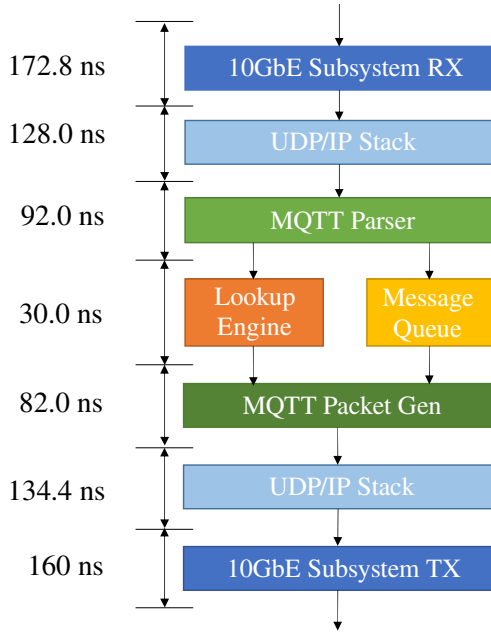 172.8 ns
10GbE Subsystem RX
128.0 ns
UDP/IP Stack
92.0 ns
MQTT Parser
30.0 ns
Lookup
Engine
Message
Queue
82.0 ns
MQTT Packet Gen
134.4 ns
UDP/IP Stack
160 ns
10GbE Subsystem TX